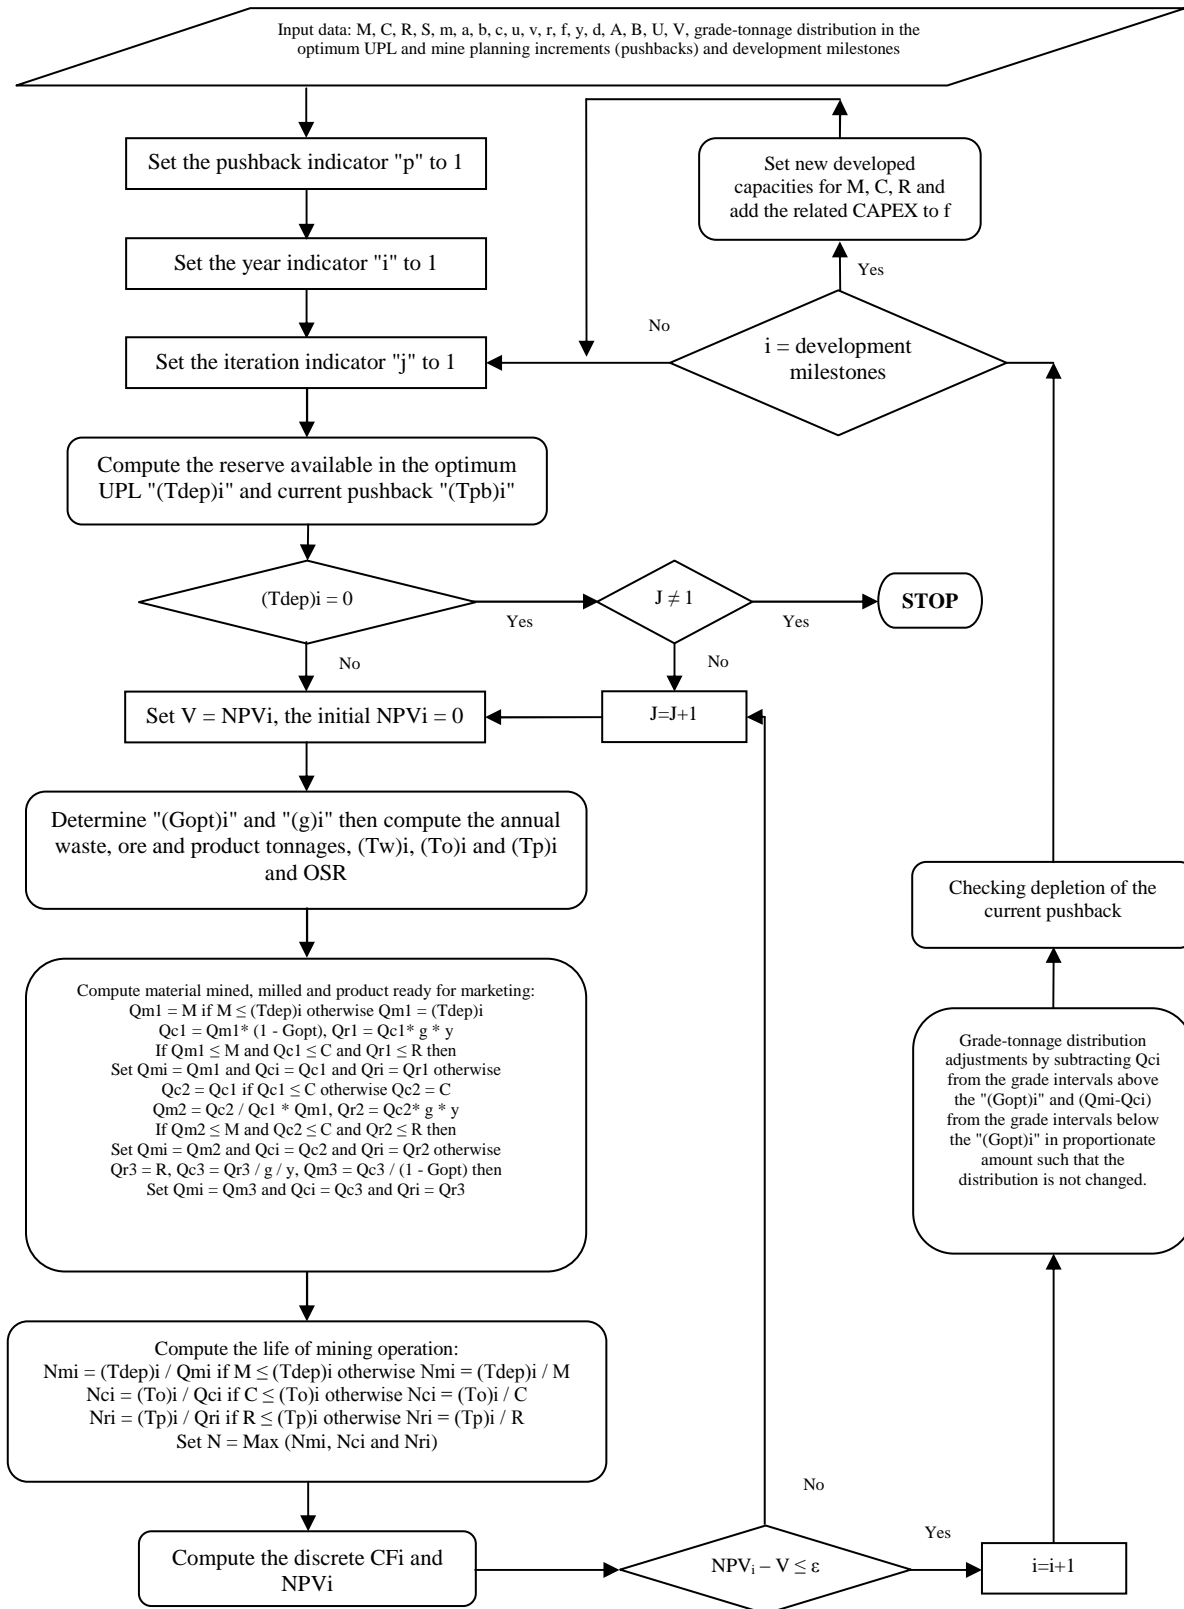 Input data: M, C, R, S, m, a, b, c, u, v, r, f, y, d, A, B, U, V, grade-tonnage distribution in the
optimum UPL and mine planning increments (pushbacks) and development milestones
Set the pushback indicator "p" to 1
Set the year indicator "i" to 1
Set the iteration indicator "j" to 1
Set new developed
capacities for M, C, R and
add the related CAPEX to f
Yes
No
i = development
milestones
Compute the reserve available in the optimum
UPL "(Tdep)i" and current pushback "(Tpb)i"
(Tdep)i = 0
Yes
No
J ≠ 1
Yes
No
STOP
Set V = NPVi, the initial NPVi = 0
J=J+1
Determine "(Gopt)i" and "(g)i" then compute the annual
waste, ore and product tonnages, (Tw)i, (To)i and (Tp)i
and OSR
Checking depletion of the
current pushback
Compute material mined, milled and product ready for marketing:
Qm1 = M if M ≤ (Tdep)i otherwise Qm1 = (Tdep)i
Qc1 = Qm1* (1 - Gopt), Qr1 = Qc1* g * y
If Qm1 ≤ M and Qc1 ≤ C and Qr1 ≤ R then
Set Qmi = Qm1 and Qci = Qc1 and Qri = Qr1 otherwise
Qc2 = Qc1 if Qc1 ≤ C otherwise Qc2 = C
Qm2 = Qc2 / Qc1 * Qm1, Qr2 = Qc2* g * y
If Qm2 ≤ M and Qc2 ≤ C and Qr2 ≤ R then
Set Qmi = Qm2 and Qci = Qc2 and Qri = Qr2 otherwise
Qr3 = R, Qc3 = Qr3 / g / y, Qm3 = Qc3 / (1 - Gopt) then
Set Qmi = Qm3 and Qci = Qc3 and Qri = Qr3
Grade-tonnage distribution
adjustments by subtracting Qci
from the grade intervals above
the "(Gopt)i" and (Qmi-Qci)
from the grade intervals below
the "(Gopt)i" in proportionate
amount such that the
distribution is not changed.
Compute the life of mining operation:
Nmi = (Tdep)i / Qmi if M ≤ (Tdep)i otherwise Nmi = (Tdep)i / M
Nci = (To)i / Qci if C ≤ (To)i otherwise Nci = (To)i / C
Nri = (Tp)i / Qri if R ≤ (Tp)i otherwise Nri = (Tp)i / R
Set N = Max (Nmi, Nci and Nri)
No
Compute the discrete CFi and
NPVi
NPVi – V ≤ ε
Yes
i=i+1